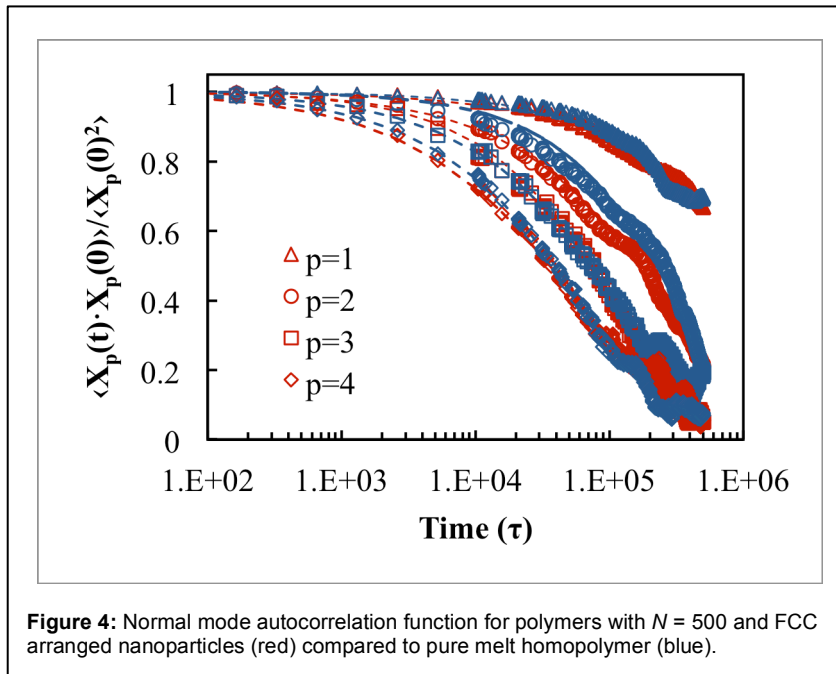 1
0.8
0.6
0.4
0.2
0
‹Xp(t)·Xp(0)›/‹Xp(0)²›
p=1
p=2
p=3
p=4
1.E+02 1.E+03 1.E+04 1.E+05 1.E+06
Time (τ)
Figure 4: Normal mode autocorrelation function for polymers with N = 500 and FCC
arranged nanoparticles (red) compared to pure melt homopolymer (blue).